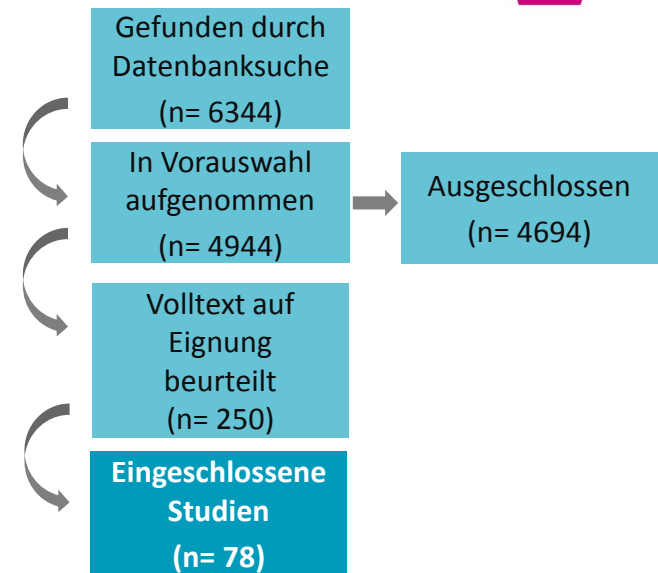 Gefunden durch
Datenbanksuche
(n= 6344)
In Vorauswahl
aufgenommen
(n= 4944)
Ausgeschlossen
(n= 4694)
Volltext auf
Eignung
beurteilt
(n= 250)
Eingeschlossene
Studien
(n= 78)